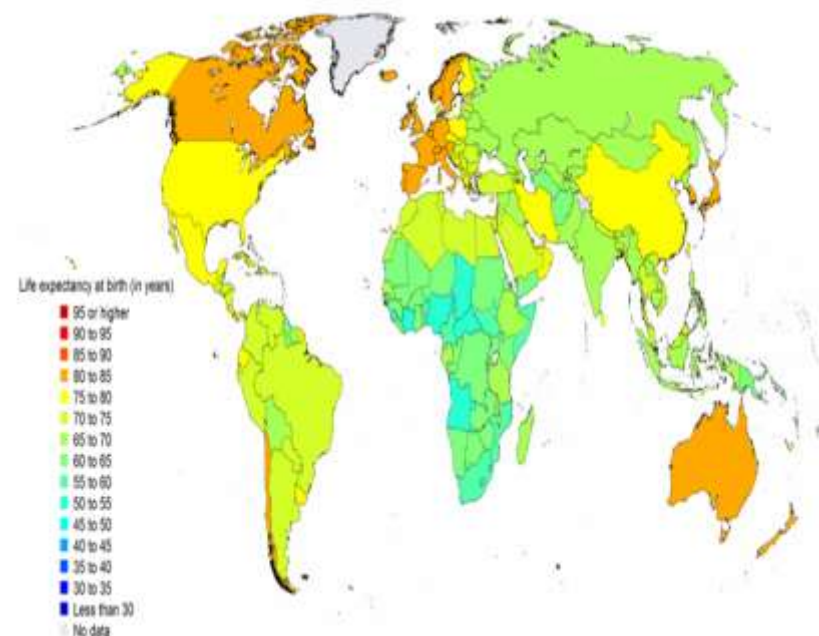 Life expectancy at birth (in years)
95 or higher
90 to 95
85 to 90
80 to 85
75 to 80
70 to 75
65 to 70
60 to 65
55 to 60
50 to 55
45 to 50
40 to 45
35 to 40
30 to 35
Less than 30
No data